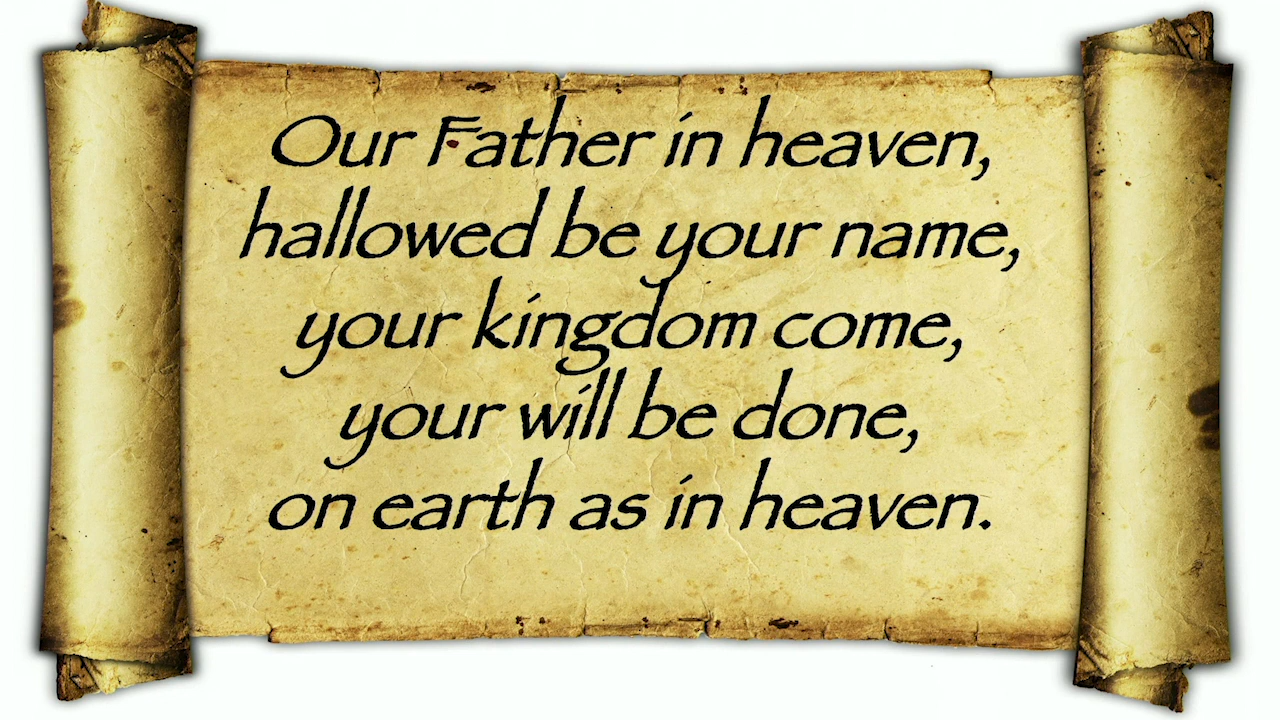 Our Father in heaven,
hallowed be your name,
your kingdom come,
your will be done,
on earth as in heaven.